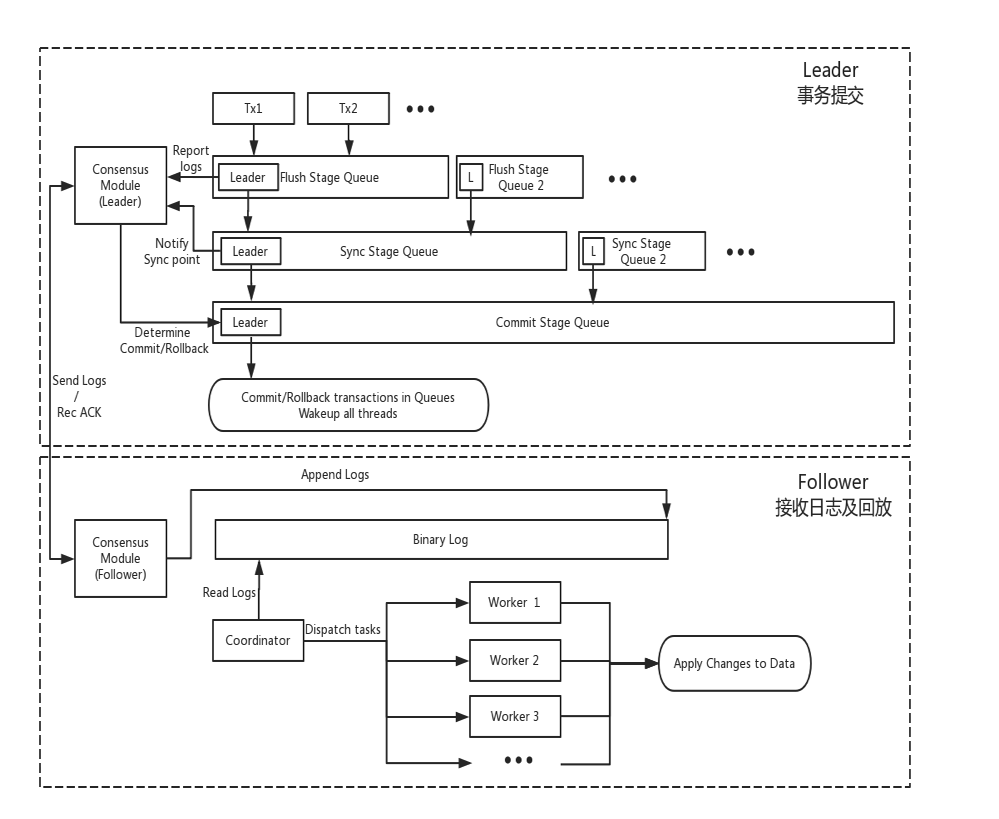 Leader
事务提交
Tx1
Tx2
•••
Report
logs
Consensus
Module
(Leader)
Leader
Flush Stage Queue
L
Flush Stage
Queue 2
•••
Notify
Sync point
Leader
Sync Stage Queue
L
Sync Stage
Queue 2
•••
Leader
Commit Stage Queue
Determine
Commit/Rollback
Send Logs
/
Rec ACK
Commit/Rollback transactions in Queues
Wakeup all threads
Follower
接收日志及回放
Append Logs
Consensus
Module
(Follower)
Binary Log
Read Logs
Coordinator
Dispatch tasks
Worker 1
Worker 2
Worker 3
•••
Apply Changes to Data